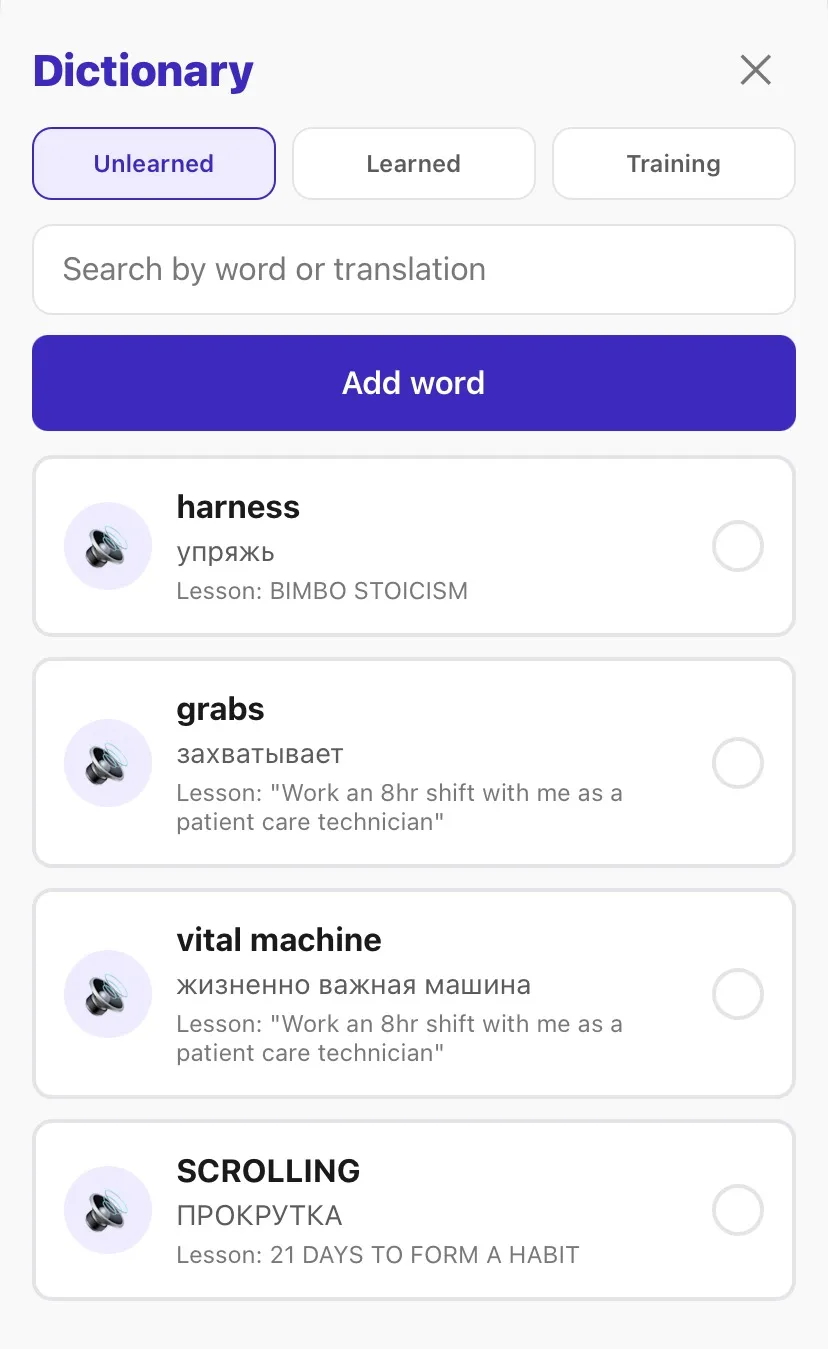 Dictionary
Unlearned
Learned
Training
Search by word or translation
Add word
harness
упряжь
Lesson: BIMBO STOICISM
grabs
захватывает
Lesson: "Work an 8hr shift with me as a
patient care technician"
vital machine
жизненно важная машина
Lesson: "Work an 8hr shift with me as a
patient care technician"
SCROLLING
ПРОКРУТКА
Lesson: 21 DAYS TO FORM A HABIT